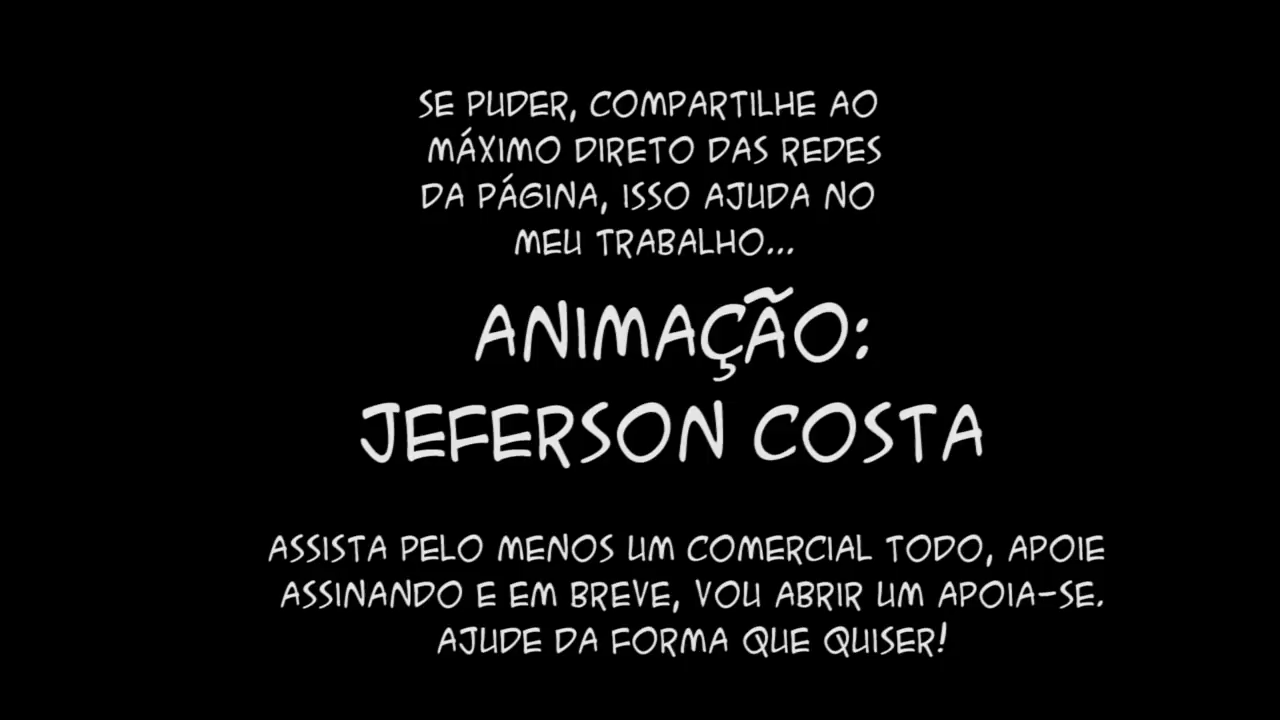 SE PUDER, COMPARTILHE AO
MÁXIMO DIRETO DAS REDES
DA PÁGINA, ISSO AJUDA NO
MEU TRABALHO...
ANIMAÇÃO:
JEFERSON COSTA
ASSISTA PELO MENOS UM COMERCIAL TODO, APOIE
ASSINANDO E EM BREVE, VOU ABRIR UM APOIA-SE.
AJUDE DA FORMA QUE QUISER!